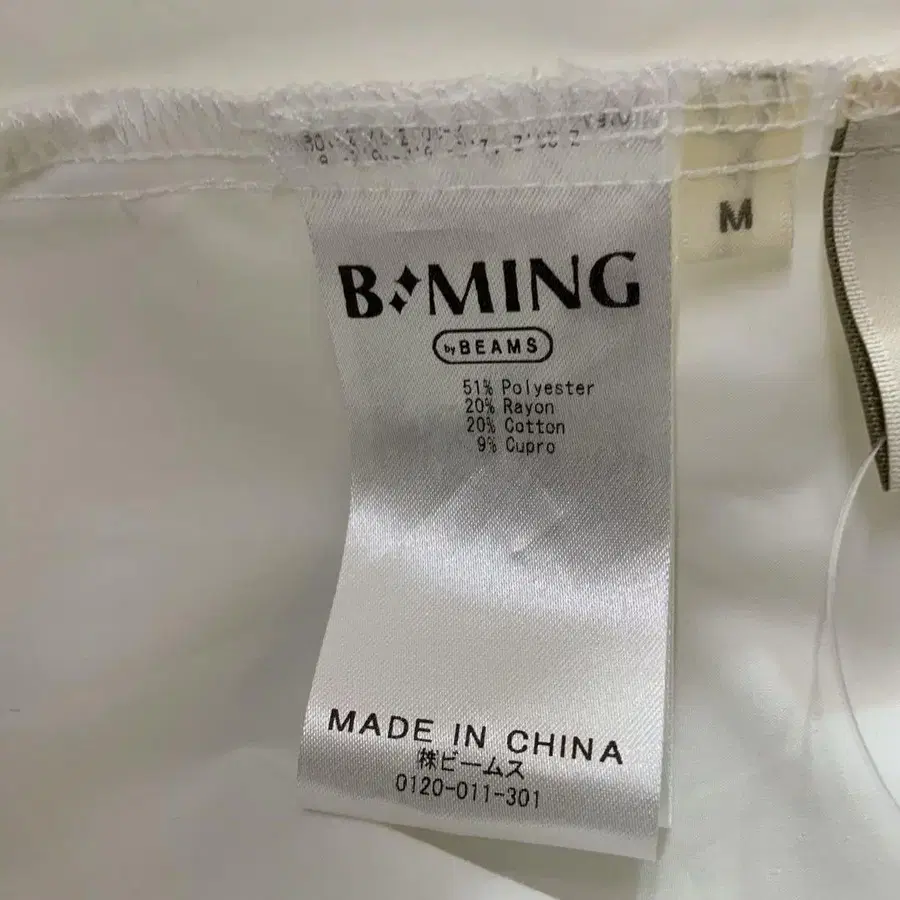 M
B MING
by BEAMS
51% Polyester
20% Rayon
20% Cotton
9% Cupro
MADE IN CHINA
㈱ビームス
0120-011-301